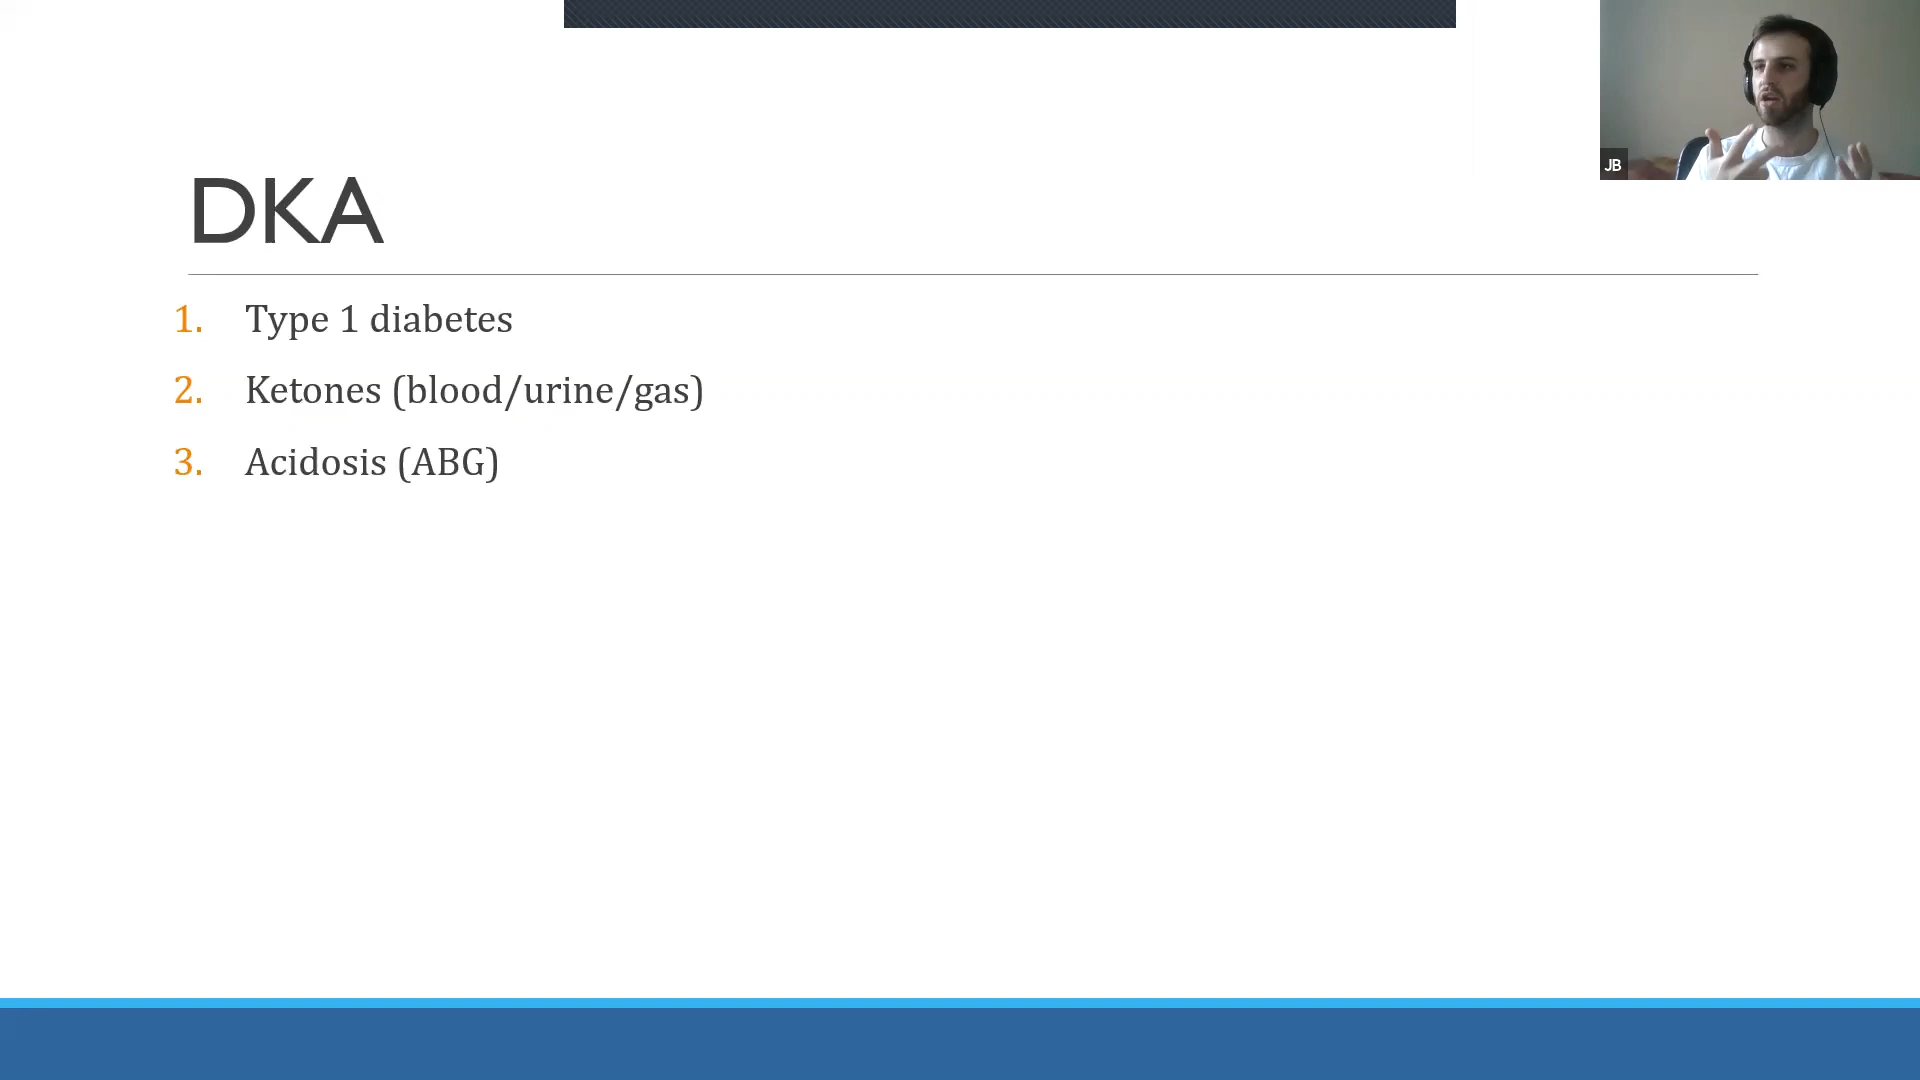 DKA
1. Type 1 diabetes
2. Ketones (blood/urine/gas)
3. Acidosis (ABG)
JB